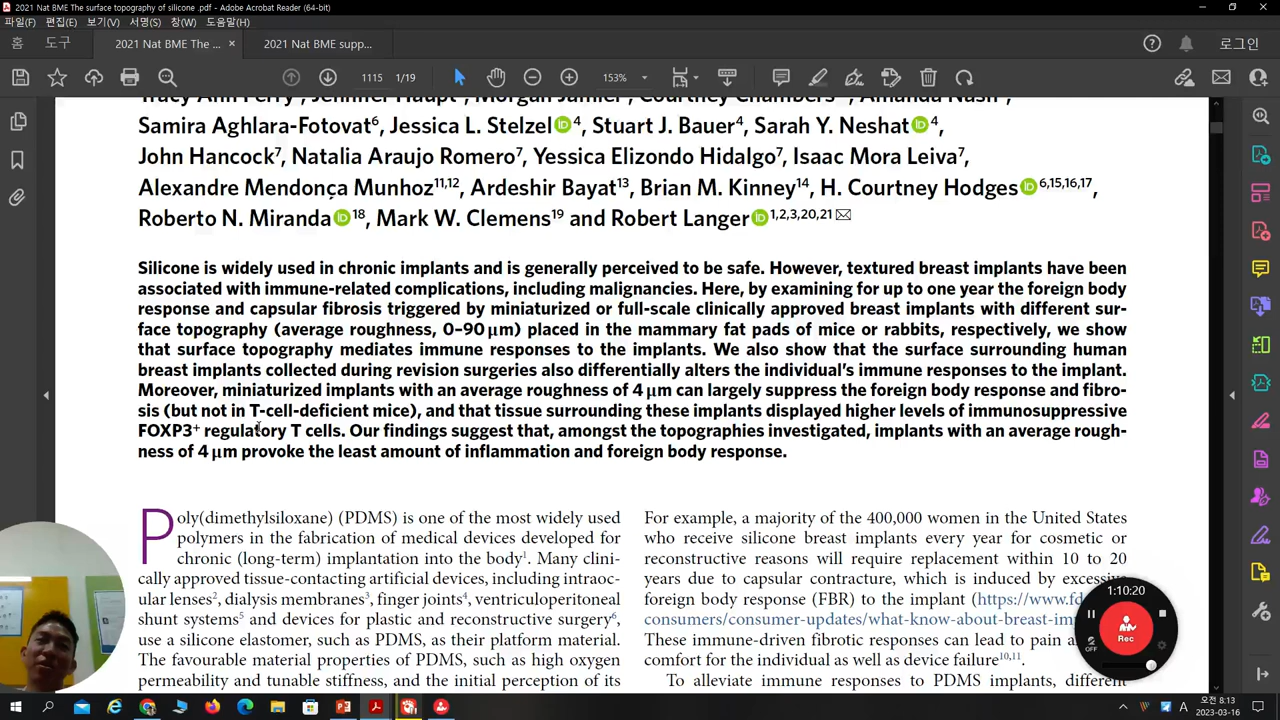 2021 Nat BME The surface topography of silicone .pdf - Adobe Acrobat Reader (64-bit)
파일(F) 편집(E) 보기(V) 서명(S) 창(W) 도움말(H)
홈 도구 2021 Nat BME The ... × 2021 Nat BME supp... 로그인
1115 1/19 153%
Samira Aghlara-Fotovat6, Jessica L. Stelzel iD 4, Stuart J. Bauer4, Sarah Y. Neshat iD 4,
John Hancock7, Natalia Araujo Romero7, Yessica Elizondo Hidalgo7, Isaac Mora Leiva7,
Alexandre Mendonça Munhoz11,12, Ardeshir Bayat13, Brian M. Kinney14, H. Courtney Hodges iD 6,15,16,17,
Roberto N. Miranda iD 18, Mark W. Clemens19 and Robert Langer iD 1,2,3,20,21
Silicone is widely used in chronic implants and is generally perceived to be safe. However, textured breast implants have been
associated with immune-related complications, including malignancies. Here, by examining for up to one year the foreign body
response and capsular fibrosis triggered by miniaturized or full-scale clinically approved breast implants with different sur-
face topography (average roughness, 0–90 μm) placed in the mammary fat pads of mice or rabbits, respectively, we show
that surface topography mediates immune responses to the implants. We also show that the surface surrounding human
breast implants collected during revision surgeries also differentially alters the individual's immune responses to the implant.
Moreover, miniaturized implants with an average roughness of 4 μm can largely suppress the foreign body response and fibro-
sis (but not in T-cell-deficient mice), and that tissue surrounding these implants displayed higher levels of immunosuppressive
FOXP3+ regulatory T cells. Our findings suggest that, amongst the topographies investigated, implants with an average rough-
ness of 4 μm provoke the least amount of inflammation and foreign body response.
Poly(dimethylsiloxane) (PDMS) is one of the most widely used
polymers in the fabrication of medical devices developed for
chronic (long-term) implantation into the body1. Many clini-
cally approved tissue-contacting artificial devices, including intraoc-
ular lenses2, dialysis membranes3, finger joints4, ventriculoperitoneal
shunt systems5 and devices for plastic and reconstructive surgery6,
use a silicone elastomer, such as PDMS as their platform material.
The favourable material properties of PDMS, such as high oxygen
permeability and tunable stiffness, and the initial perception of its
For example, a majority of the 400,000 women in the United States
who receive silicone breast implants every year for cosmetic or
reconstructive reasons will require replacement within 10 to 20
years due to capsular contracture, which is induced by excessive
foreign body response (FBR) to the implant (https://www.fd
consumers/consumer-updates/what-know-about-breast-im
These immune-driven fibrotic responses can lead to pain a
comfort for the individual as well as device failure10,11.
To alleviate immune responses to PDMS implants, different
1:10:20
Rec
OFF
오전 8:13
2023-03-16